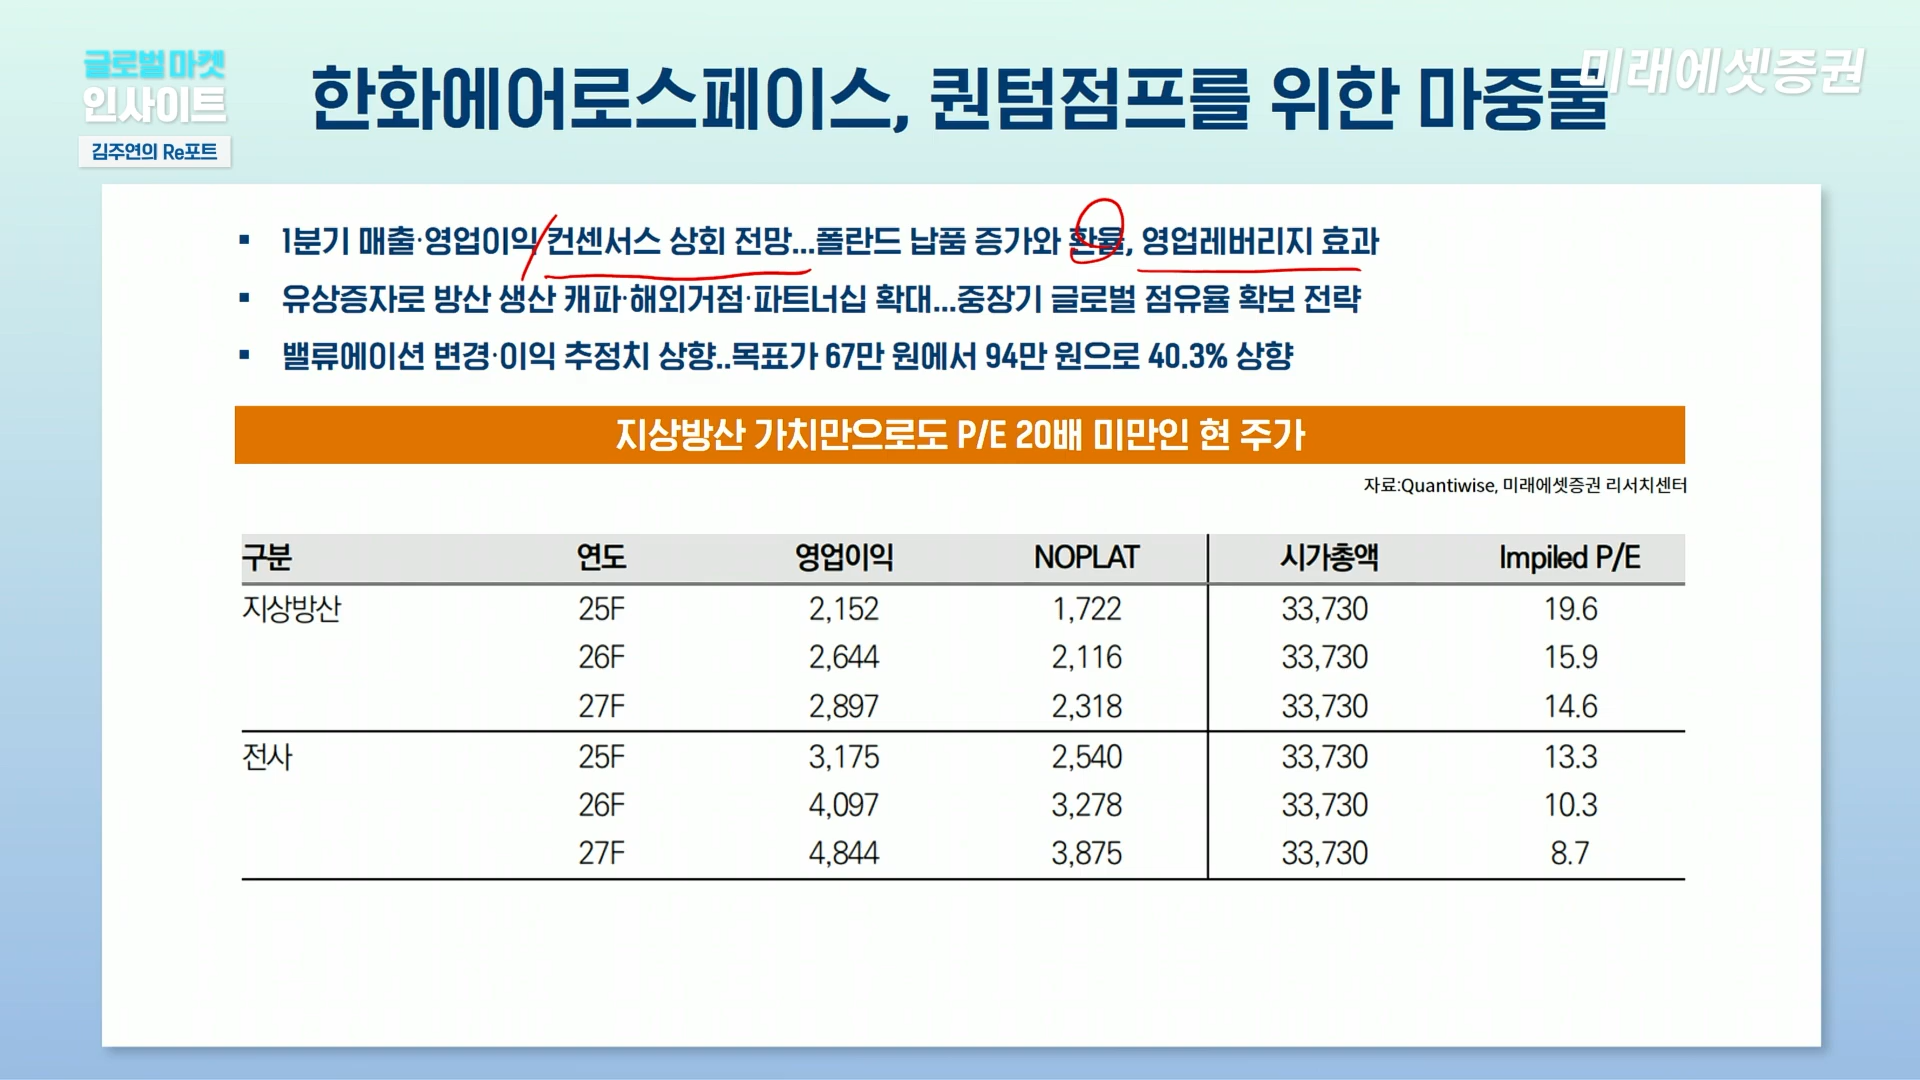 글로벌 마켓
인사이트
김주연의 Re포트
한화에어로스페이스, 퀀텀점프를 위한 마중물
미래에셋증권
▪ 1분기 매출·영업이익 컨센서스 상회 전망...폴란드 납품 증가와 환율, 영업레버리지 효과
▪ 유상증자로 방산 생산 캐파·해외거점·파트너십 확대...중장기 글로벌 점유율 확보 전략
▪ 밸류에이션 변경·이익 추정치 상향..목표가 67만 원에서 94만 원으로 40.3% 상향
지상방산 가치만으로도 P/E 20배 미만인 현 주가
자료:Quantiwise, 미래에셋증권 리서치센터
구분 연도 영업이익 NOPLAT 시가총액 Impiled P/E
지상방산 25F 2,152 1,722 33,730 19.6
26F 2,644 2,116 33,730 15.9
27F 2,897 2,318 33,730 14.6
전사 25F 3,175 2,540 33,730 13.3
26F 4,097 3,278 33,730 10.3
27F 4,844 3,875 33,730 8.7